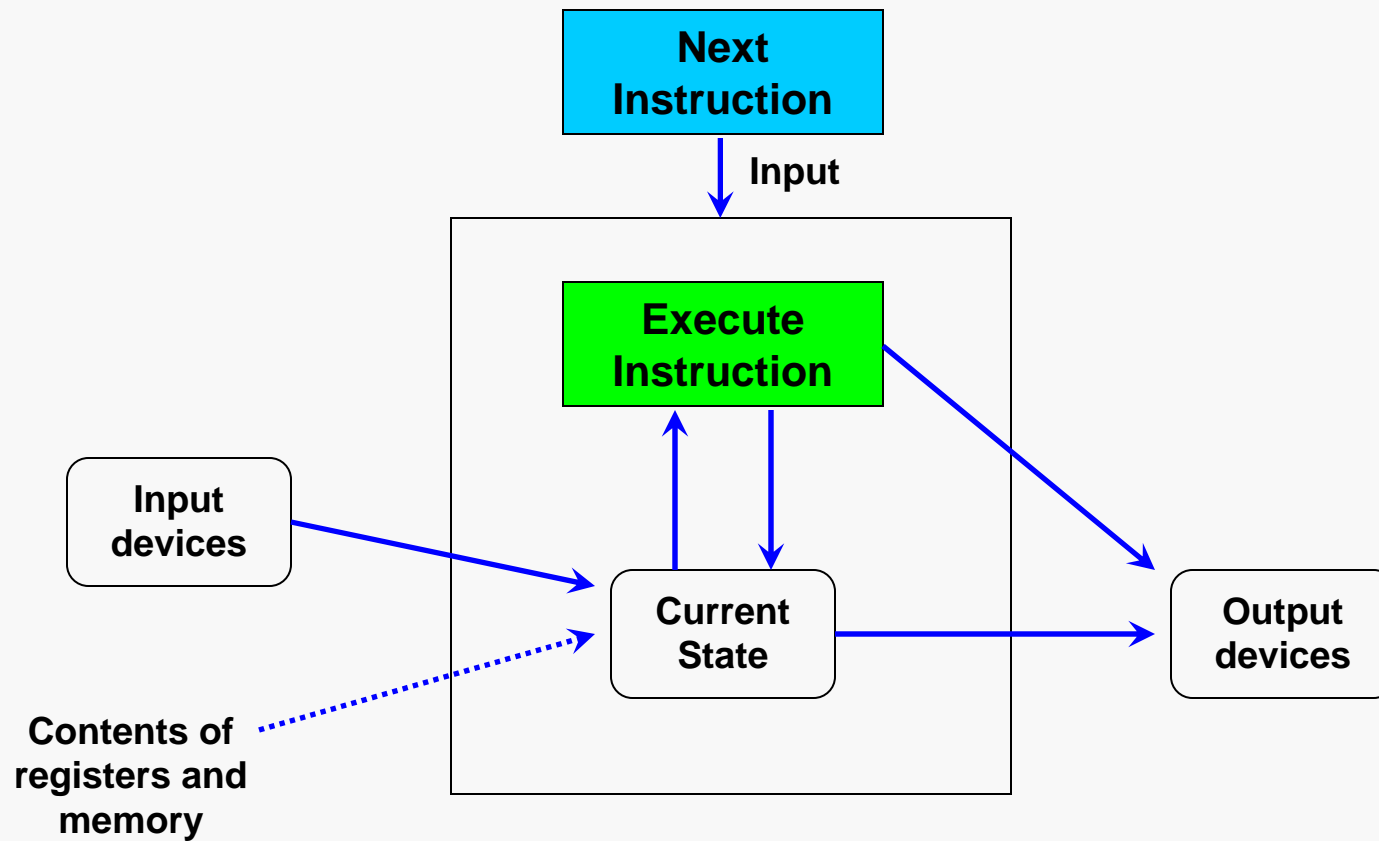 Next
Instruction
Input
Execute
Instruction
Input
devices
Current
State
Output
devices
Contents of
registers and
memory